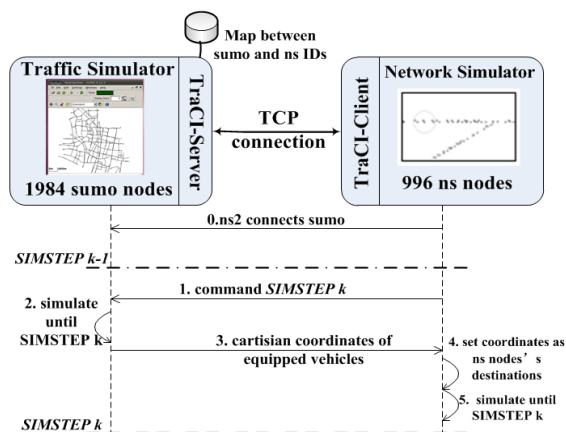 Map between
sumo and ns IDs
Traffic Simulator
TraCI-Server
1984 sumo nodes
TCP
connection
TraCI-Client
Network Simulator
996 ns nodes
0.ns2 connects sumo
SIMSTEP k-1
1. command SIMSTEP k
2. simulate
until
SIMSTEP k
3. cartisian coordinates of
equipped vehicles
4. set coordinates as
ns nodes’s
destinations
5. simulate until
SIMSTEP k
SIMSTEP k